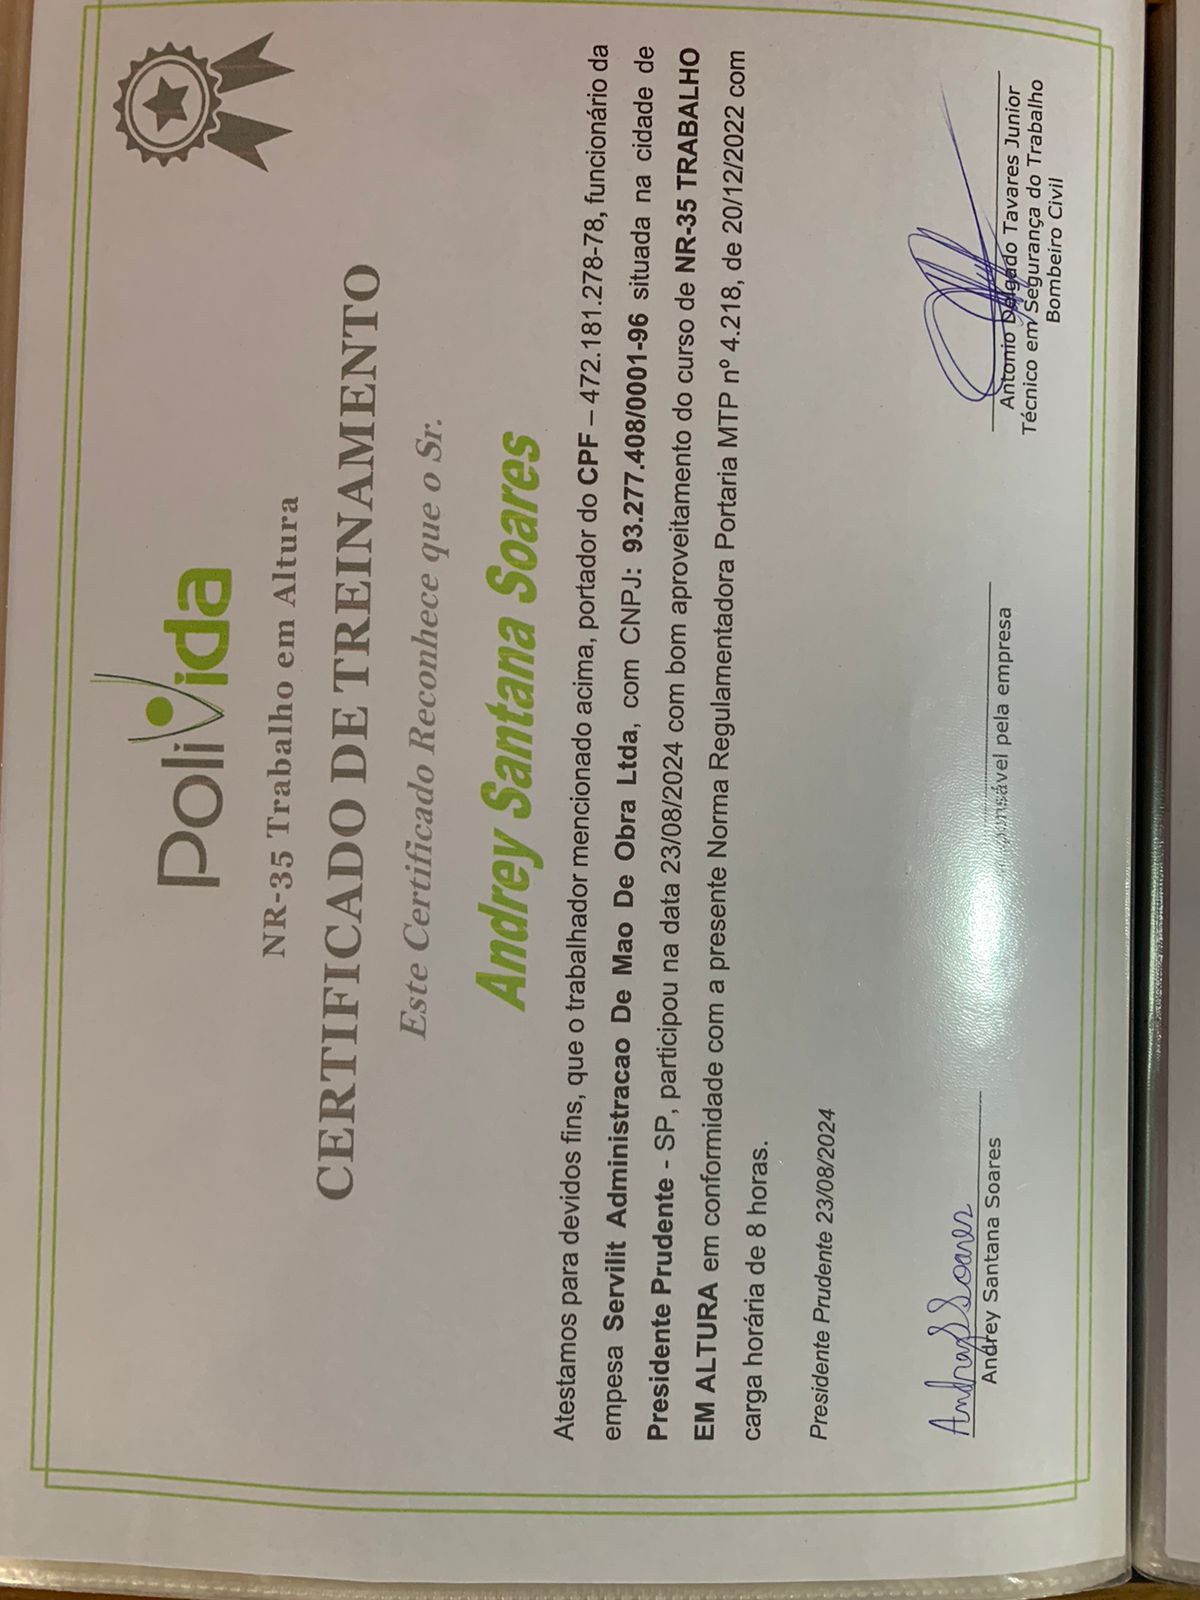 poliVida
NR-35 Trabalho em Altura
CERTIFICADO DE TREINAMENTO
Este Certificado Reconhece que o Sr.
Andrey Santana Soares
Atestamos para devidos fins, que o trabalhador mencionado acima, portador do CPF – 472.181.278-78, funcionário da
empesa Servilit Administracao De Mao De Obra Ltda, com CNPJ: 93.277.408/0001-96 situada na cidade de
Presidente Prudente - SP, participou na data 23/08/2024 com bom aproveitamento do curso de NR-35 TRABALHO
EM ALTURA em conformidade com a presente Norma Regulamentadora Portaria MTP nº 4.218, de 20/12/2022 com
carga horária de 8 horas.
Presidente Prudente 23/08/2024
Andrey S Soares
Andrey Santana Soares
pela empresa
Antonio Delgado Tavares Junior
Técnico em Segurança do Trabalho
Bombeiro Civil